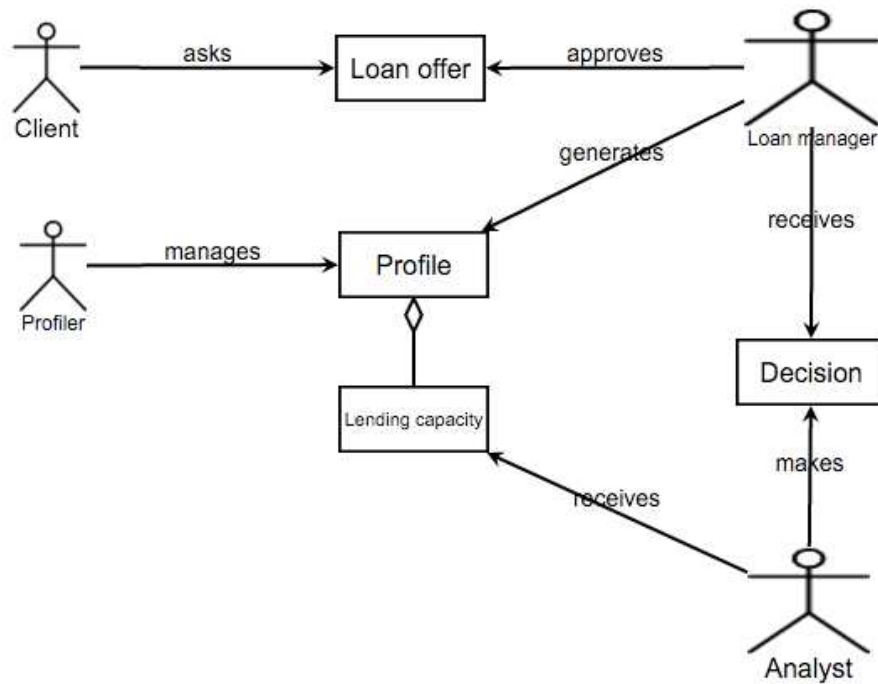 asks
Loan offer
approves
Client
Loan manager
generates
receives
manages
Profile
Profiler
Decision
Lending capacity
makes
receives
Analyst